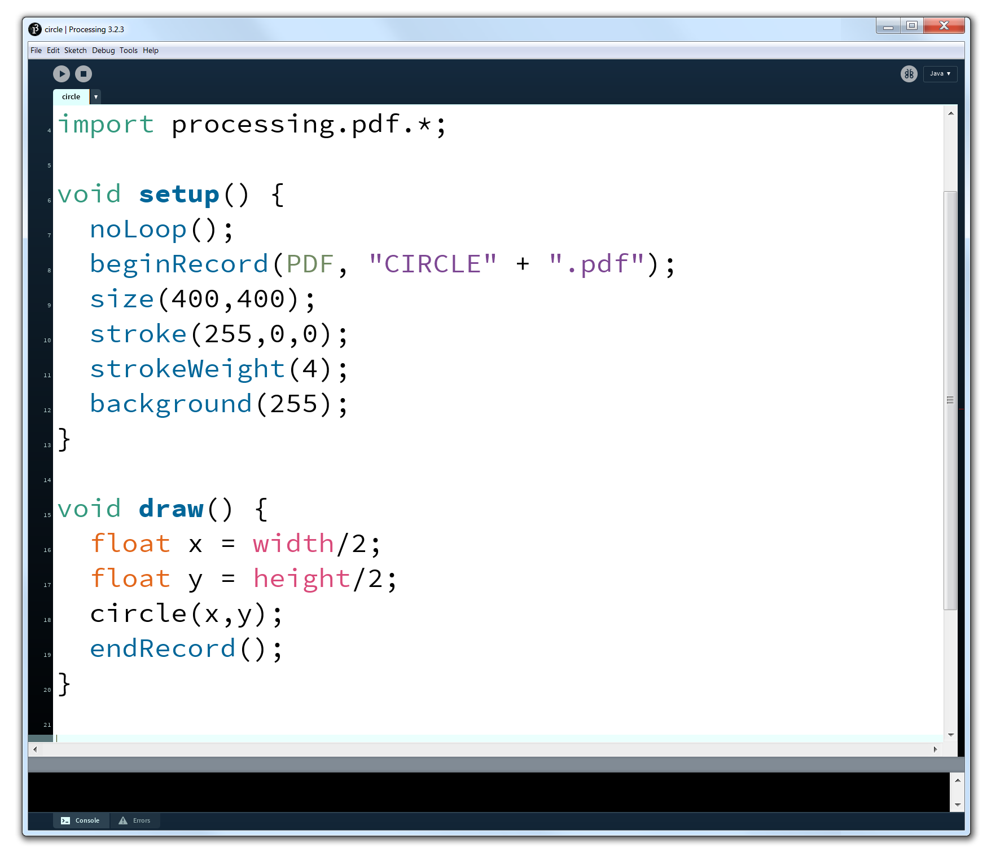 circle | Processing 3.2.3
File Edit Sketch Debug Tools Help
Java ▼
circle ▼
4 import processing.pdf.*;
5
6 void setup() {
7   noLoop();
8   beginRecord(PDF, "CIRCLE" + ".pdf");
9   size(400,400);
10   stroke(255,0,0);
11   strokeWeight(4);
12   background(255);
13 }
14
15 void draw() {
16   float x = width/2;
17   float y = height/2;
18   circle(x,y);
19   endRecord();
20 }
21
Console Errors